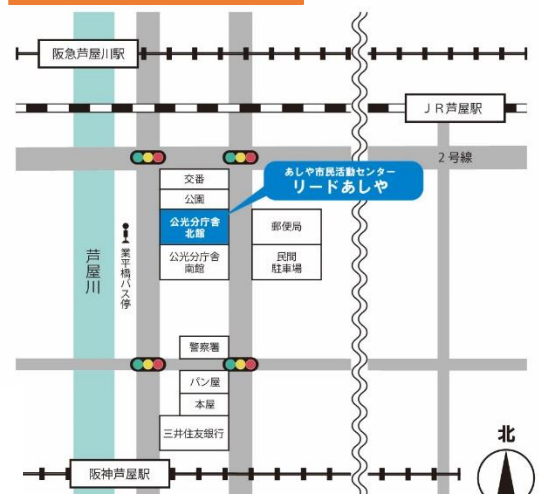 阪急芦屋川駅
JR芦屋駅
2号線
交番
あしや市民活動センター
リードあしや
公園
公光分庁舎
北館
郵便局
業平橋バス停
芦屋川
公光分庁舎
南館
民間
駐車場
警察署
パン屋
本屋
三井住友銀行
北
阪神芦屋駅